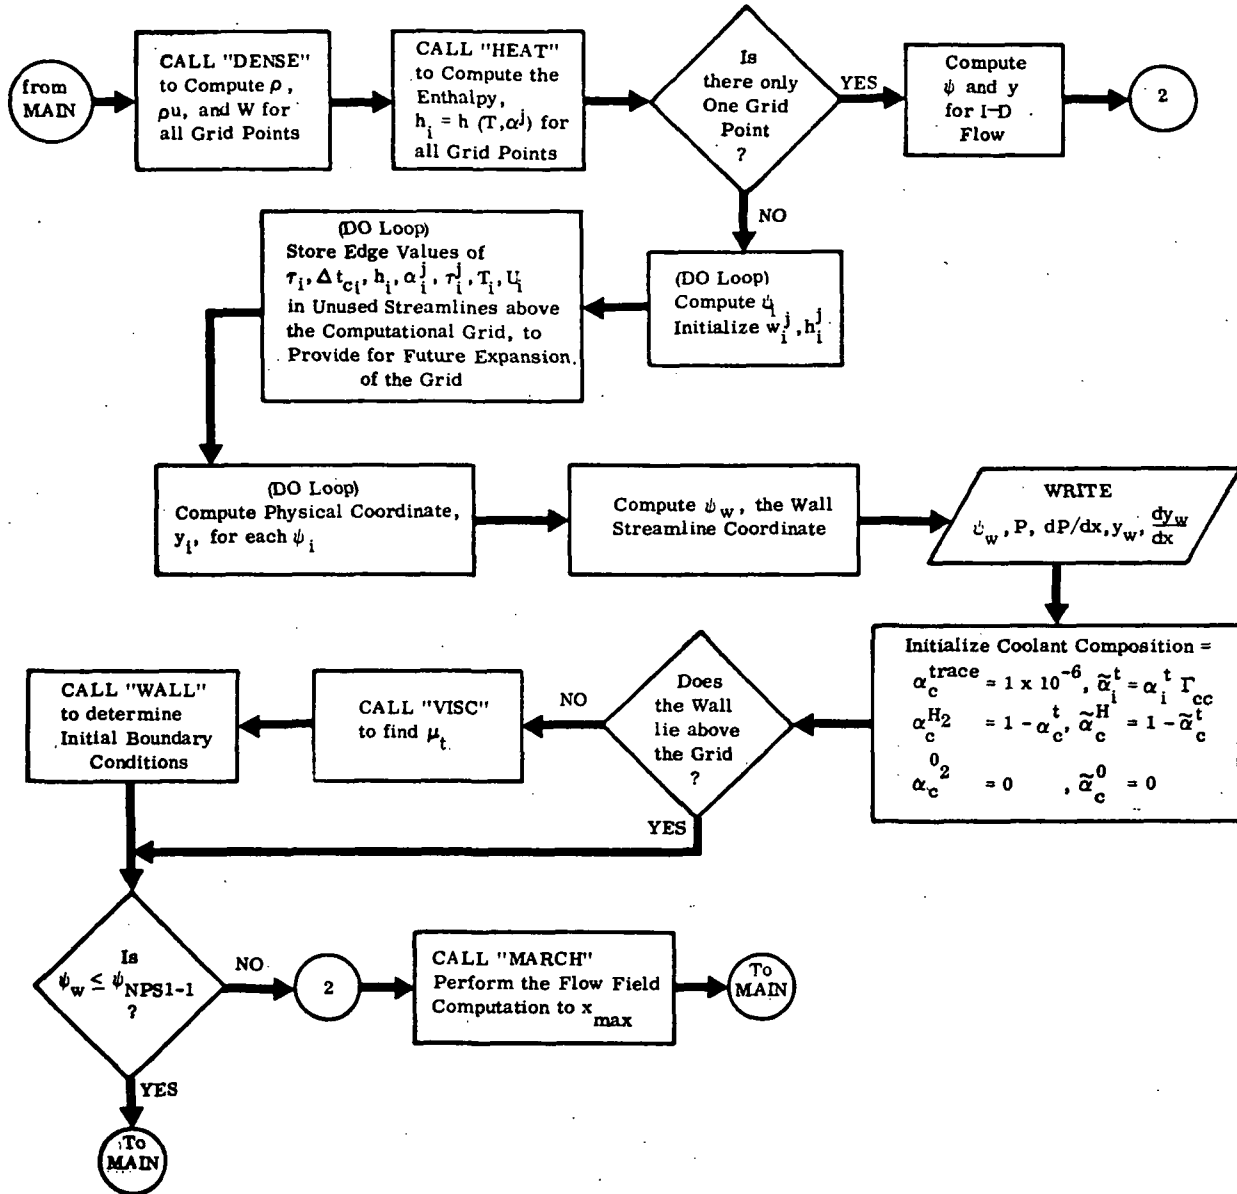 from
MAIN
CALL "DENSE"
to Compute ρ,
ρu, and W for
all Grid Points
CALL "HEAT"
to Compute the
Enthalpy,
h_i = h (T,α^j) for
all Grid Points
Is
there only
One Grid
Point
?
YES
Compute
ψ and y
for I-D
Flow
2
NO
(DO Loop)
Compute ψ_i
Initialize w_i^j, h_i^j
(DO Loop)
Store Edge Values of
τ_i, Δt_{c_i}, h_i, α_i^j, τ_i^j, T_i, U_i
in Unused Streamlines above
the Computational Grid, to
Provide for Future Expansion
of the Grid
(DO Loop)
Compute Physical Coordinate,
y_i, for each ψ_i
Compute ψ_w, the Wall
Streamline Coordinate
WRITE
ψ_w, P, dP/dx, y_w, dy_w/dx
Initialize Coolant Composition =
α_c^trace = 1 x 10^-6, α̃_i^t = α_i^t Γ_cc
α_c^H2 = 1 - α_c^t, α̃_c^H = 1 - α̃_c^t
α_c^0_2 = 0 , α̃_c^0 = 0
Does
the Wall
lie above
the Grid
?
NO
CALL "VISC"
to find μ_t
CALL "WALL"
to determine
Initial Boundary
Conditions
YES
Is
ψ_w ≤ ψ_NPS1-1
?
NO
2
CALL "MARCH"
Perform the Flow Field
Computation to x_max
To
MAIN
YES
To
MAIN